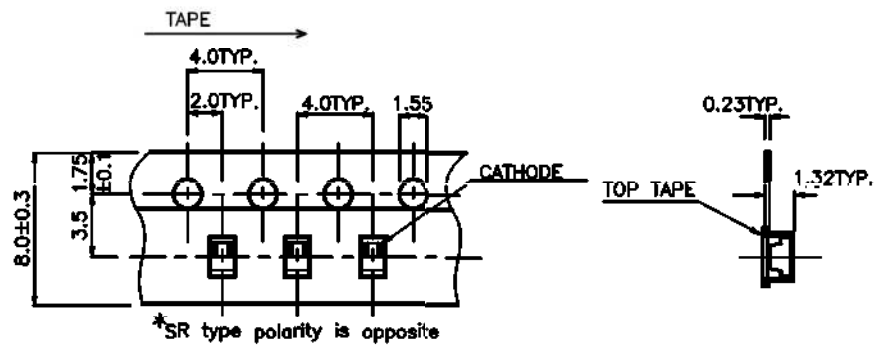 TAPE
4.0TYP.
2.0TYP.
4.0TYP.
1.55
0.23TYP.
1.75
±0.1
CATHODE
TOP TAPE
1.32TYP.
8.0±0.3
3.5
*SR type polarity is opposite